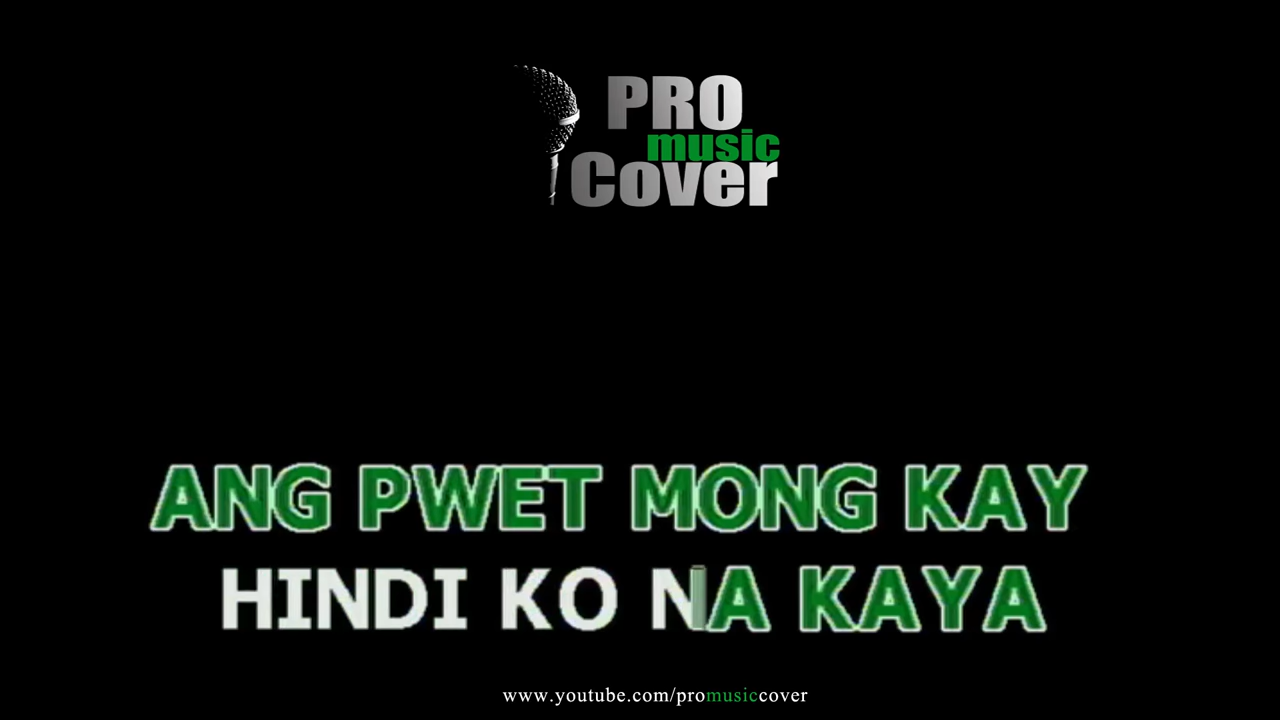 PRO
music
Cover
ANG PWET MONG KAY
HINDI KO NA KAYA
www.youtube.com/promusiccover